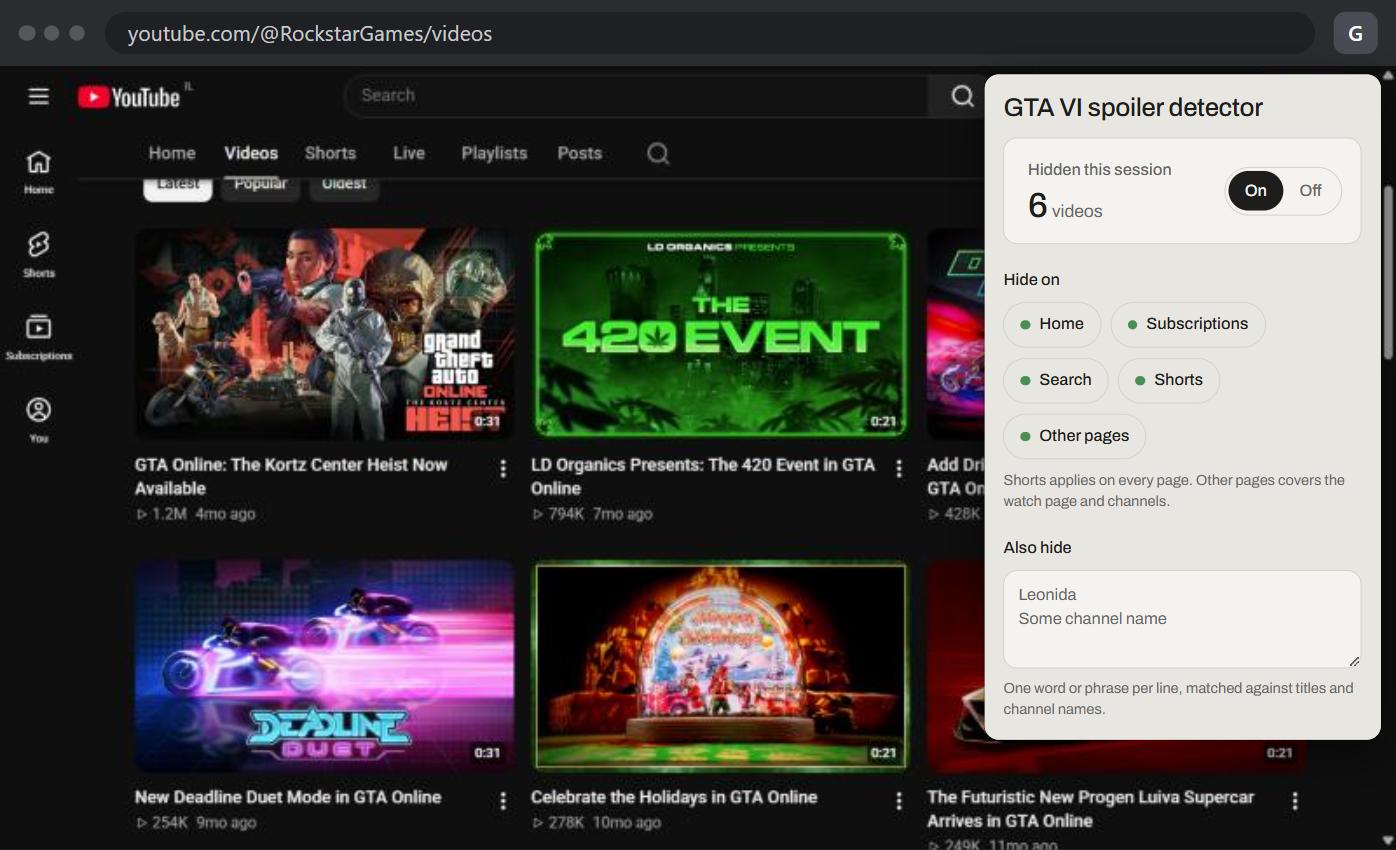 youtube.com/@RockstarGames/videos
G
YouTube IL
Search
Home
Videos
Shorts
Live
Playlists
Posts
Home
Shorts
Subscriptions
You
Latest
Popular
Oldest
grand
theft
auto
ONLINE
THE KORTZ CENTER
HEIST
0:31
GTA Online: The Kortz Center Heist Now
Available
1.2M 4mo ago
LD ORGANICS PRESENTS
THE
420 EVENT
0:21
LD Organics Presents: The 420 Event in GTA
Online
794K 7mo ago
Add Dri
GTA On
428K
DEADLINE
DUET
0:31
New Deadline Duet Mode in GTA Online
254K 9mo ago
0:21
Celebrate the Holidays in GTA Online
278K 10mo ago
0:21
The Futuristic New Progen Luiva Supercar
Arrives in GTA Online
249K 11mo ago
GTA VI spoiler detector
Hidden this session
6 videos
On
Off
Hide on
Home
Subscriptions
Search
Shorts
Other pages
Shorts applies on every page. Other pages covers the
watch page and channels.
Also hide
Leonida
Some channel name
One word or phrase per line, matched against titles and
channel names.